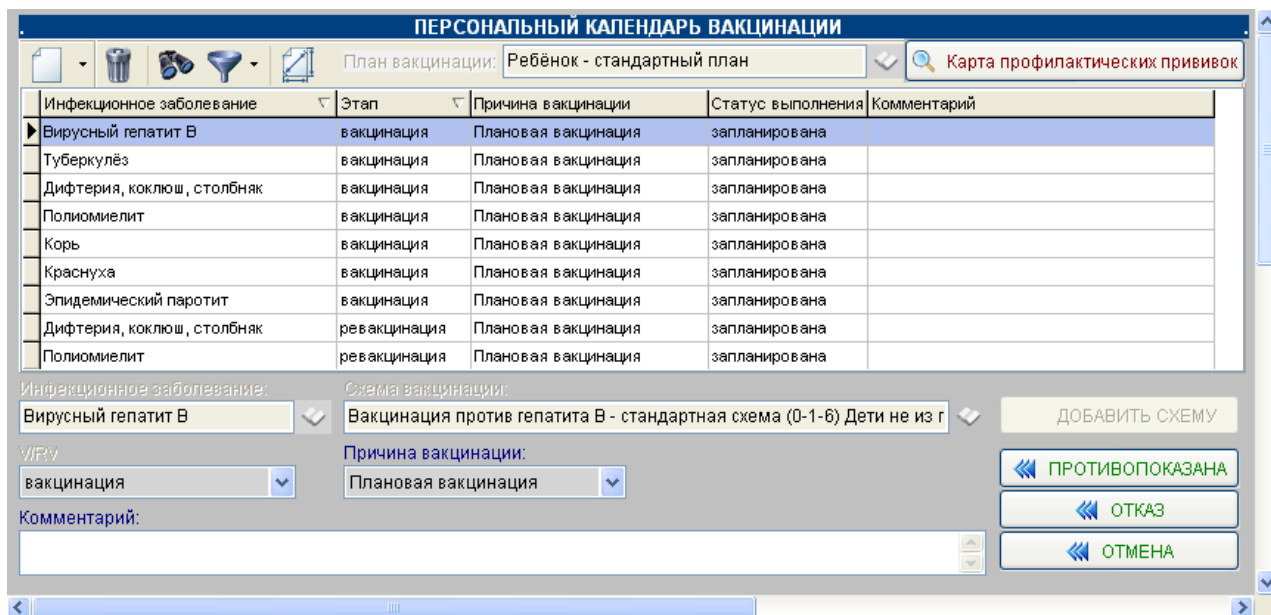 . ПЕРСОНАЛЬНЫЙ КАЛЕНДАРЬ ВАКЦИНАЦИИ .
План вакцинации: Ребёнок - стандартный план Карта профилактических прививок
Инфекционное заболевание Этап Причина вакцинации Статус выполнения Комментарий
Вирусный гепатит В вакцинация Плановая вакцинация запланирована
Туберкулёз вакцинация Плановая вакцинация запланирована
Дифтерия, коклюш, столбняк вакцинация Плановая вакцинация запланирована
Полиомиелит вакцинация Плановая вакцинация запланирована
Корь вакцинация Плановая вакцинация запланирована
Краснуха вакцинация Плановая вакцинация запланирована
Эпидемический паротит вакцинация Плановая вакцинация запланирована
Дифтерия, коклюш, столбняк ревакцинация Плановая вакцинация запланирована
Полиомиелит ревакцинация Плановая вакцинация запланирована
Инфекционное заболевание: Схема вакцинации:
Вирусный гепатит В Вакцинация против гепатита В - стандартная схема (0-1-6) Дети не из г ДОБАВИТЬ СХЕМУ
V/RV Причина вакцинации:
вакцинация Плановая вакцинация ПРОТИВОПОКАЗАНА
Комментарий: ОТКАЗ
ОТМЕНА